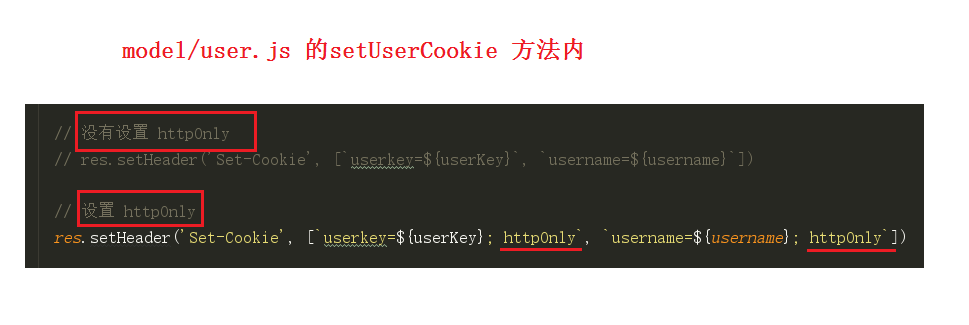 model/user.js 的setUserCookie 方法内
// 没有设置 httpOnly
// res.setHeader('Set-Cookie', [`userkey=${userKey}`, `username=${username}`])
// 设置 httpOnly
res.setHeader('Set-Cookie', [`userkey=${userKey}; httpOnly`, `username=${username}; httpOnly`])